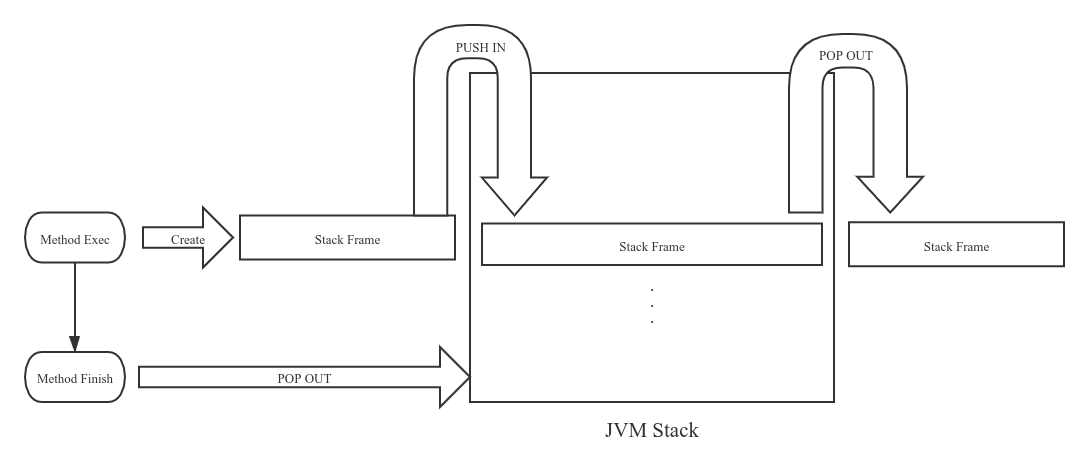 PUSH IN
POP OUT
Method Exec
Create
Stack Frame
Stack Frame
Stack Frame
.
.
.
Method Finish
POP OUT
JVM Stack